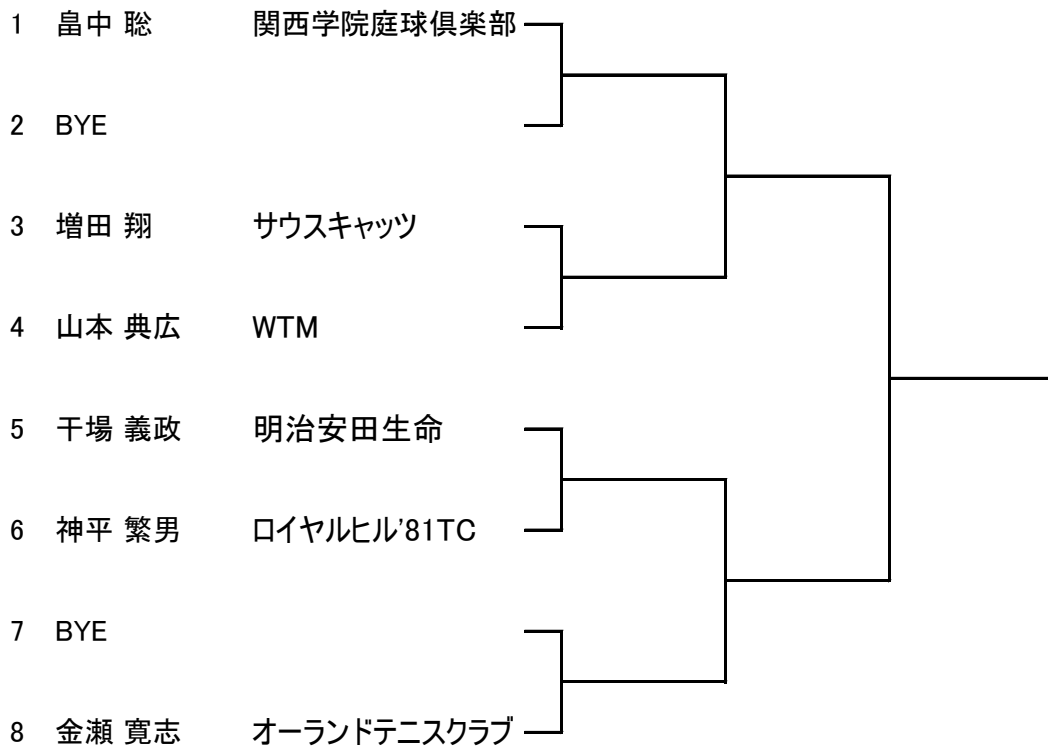 1 畠中 聡 関西学院庭球倶楽部
2 BYE
3 増田 翔 サウスキャッツ
4 山本 典広 WTM
5 干場 義政 明治安田生命
6 神平 繁男 ロイヤルヒル'81TC
7 BYE
8 金瀬 寛志 オーランドテニスクラブ